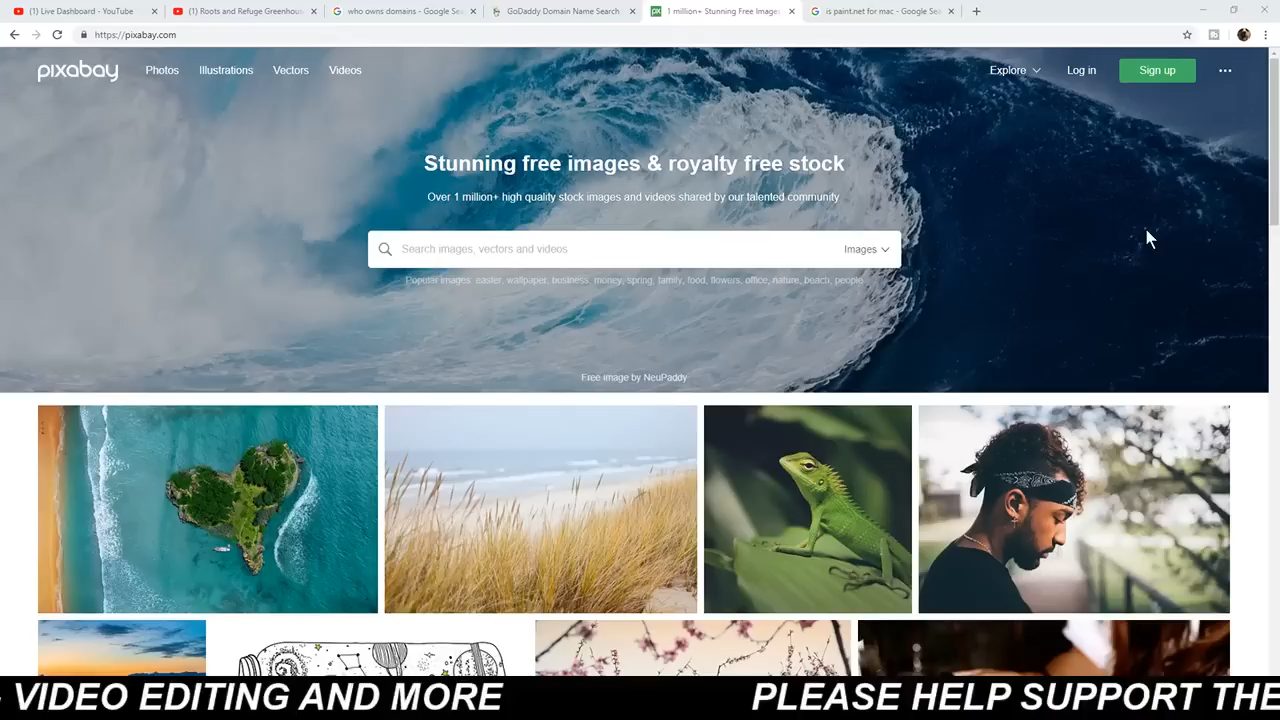 (1) Live Dashboard - YouTube
(1) Roots and Refuge Greenhouse
who owns domains - Google Sea
GoDaddy Domain Name Search
1 million+ Stunning Free Images
is paint.net for mac - Google Sea
https://pixabay.com
pixabay
Photos
Illustrations
Vectors
Videos
Explore
Log in
Sign up
Stunning free images & royalty free stock
Over 1 million+ high quality stock images and videos shared by our talented community
Search images, vectors and videos
Images
Popular images: easter, wallpaper, business, money, spring, family, food, flowers, office, nature, beach, people
Free image by NeuPaddy
VIDEO EDITING AND MORE
PLEASE HELP SUPPORT THE